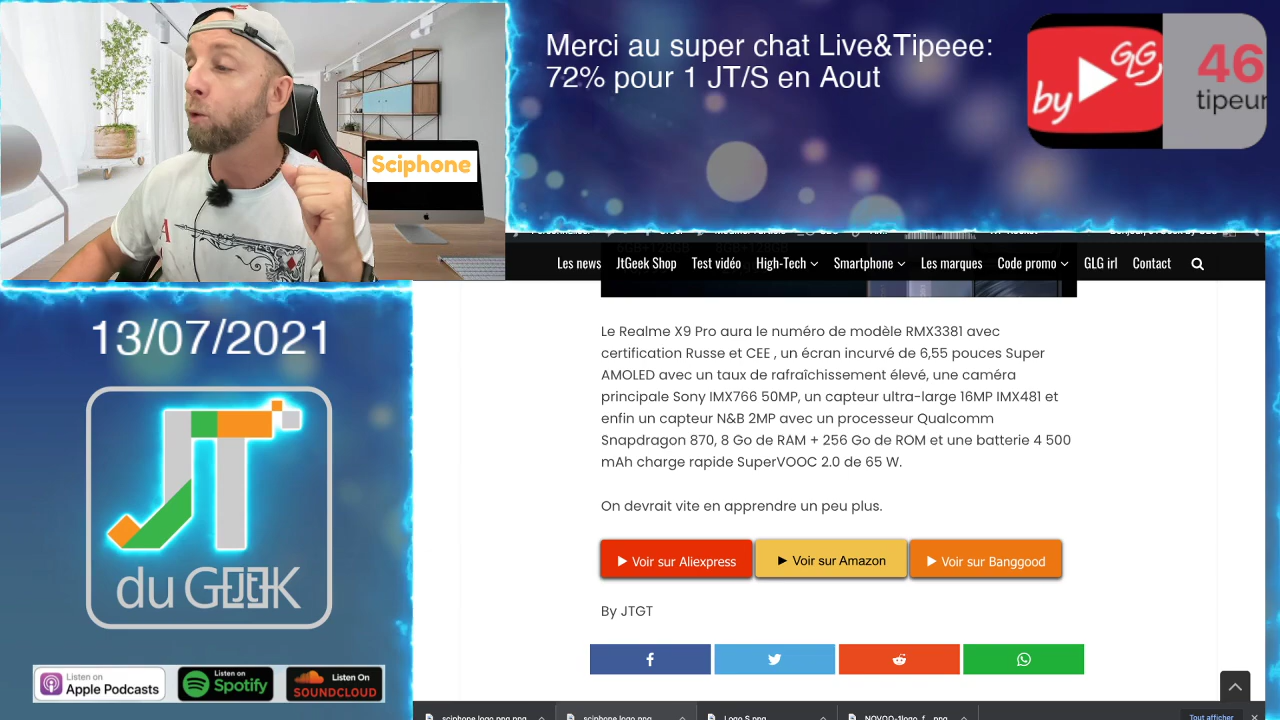 Merci au super chat Live&Tipeee:
72% pour 1 JT/S en Aout
by
GLG
46
tipeur
Sciphone
Les news
JtGeek Shop
Test vidéo
High-Tech
Smartphone
Les marques
Code promo
GLG irl
Contact
Le Realme X9 Pro aura le numéro de modèle RMX3381 avec
certification Russe et CEE , un écran incurvé de 6,55 pouces Super
AMOLED avec un taux de rafraîchissement élevé, une caméra
principale Sony IMX766 50MP, un capteur ultra-large 16MP IMX481 et
enfin un capteur N&B 2MP avec un processeur Qualcomm
Snapdragon 870, 8 Go de RAM + 256 Go de ROM et une batterie 4 500
mAh charge rapide SuperVOOC 2.0 de 65 W.
On devrait vite en apprendre un peu plus.
Voir sur Aliexpress
Voir sur Amazon
Voir sur Banggood
By JTGT
13/07/2021
JT
du GEEK
Listen on
Apple Podcasts
Listen on
Spotify
Listen On
SOUNDCLOUD
Tout afficher